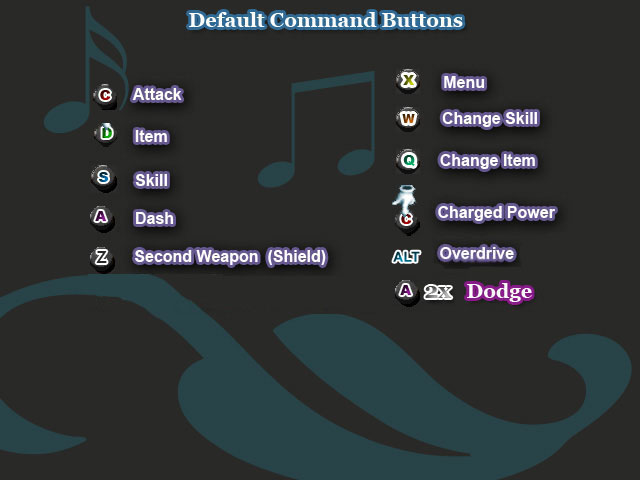 Default Command Buttons
C Attack
D Item
S Skill
A Dash
Z Second Weapon (Shield)
X Menu
W Change Skill
Q Change Item
C Charged Power
ALT Overdrive
A 2x Dodge